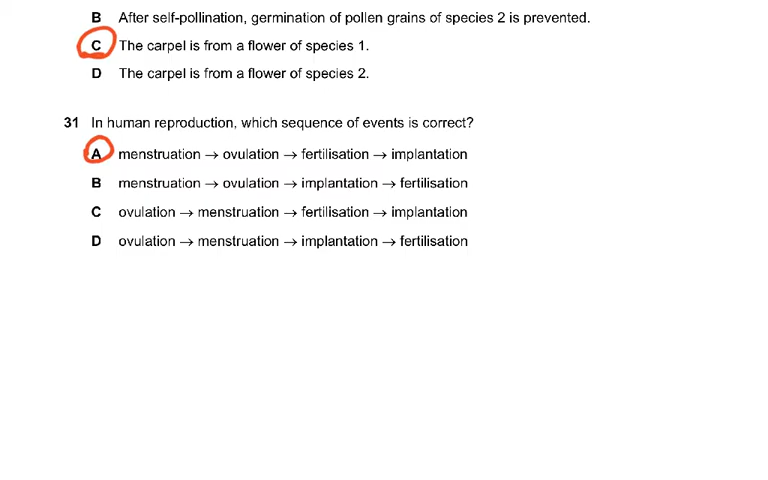 B After self-pollination, germination of pollen grains of species 2 is prevented.
C The carpel is from a flower of species 1.
D The carpel is from a flower of species 2.
31 In human reproduction, which sequence of events is correct?
A menstruation → ovulation → fertilisation → implantation
B menstruation → ovulation → implantation → fertilisation
C ovulation → menstruation → fertilisation → implantation
D ovulation → menstruation → implantation → fertilisation